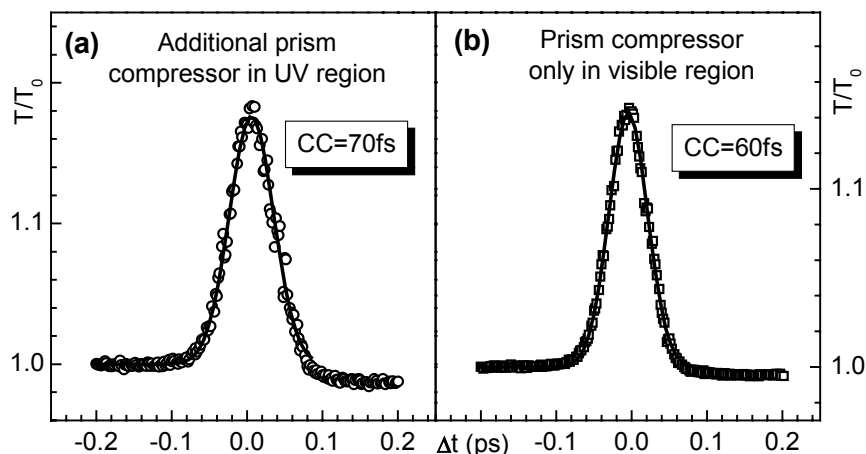 (a)
Additional prism
compressor in UV region
CC=70fs
T/T₀
1.1
1.0
-0.2 -0.1 0.0 0.1 0.2
(b)
Prism compressor
only in visible region
CC=60fs
T/T₀
1.1
1.0
Δt (ps) -0.1 0.0 0.1 0.2